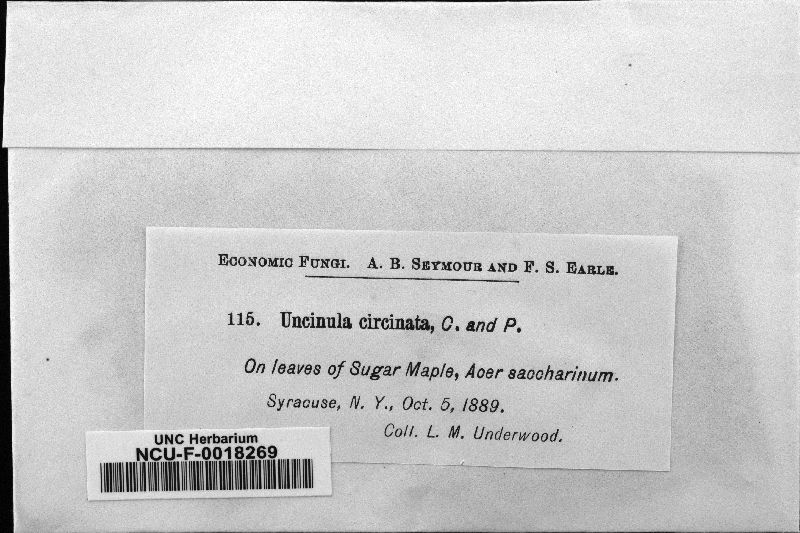 ECONOMIC FUNGI. A. B. SEYMOUR AND F. S. EARLE.
115. Uncinula circinata, C. and P.
On leaves of Sugar Maple, Acer saccharinum.
Syracuse, N. Y., Oct. 5, 1889.
Coll. L. M. Underwood.
UNC Herbarium
NCU-F-0018269